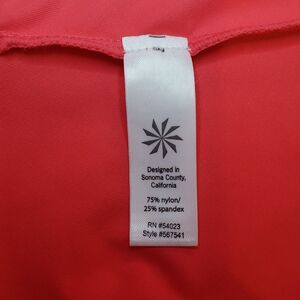 Designed in
Sonoma County,
California
75% nylon/
25% spandex
RN #54023
Style #567541